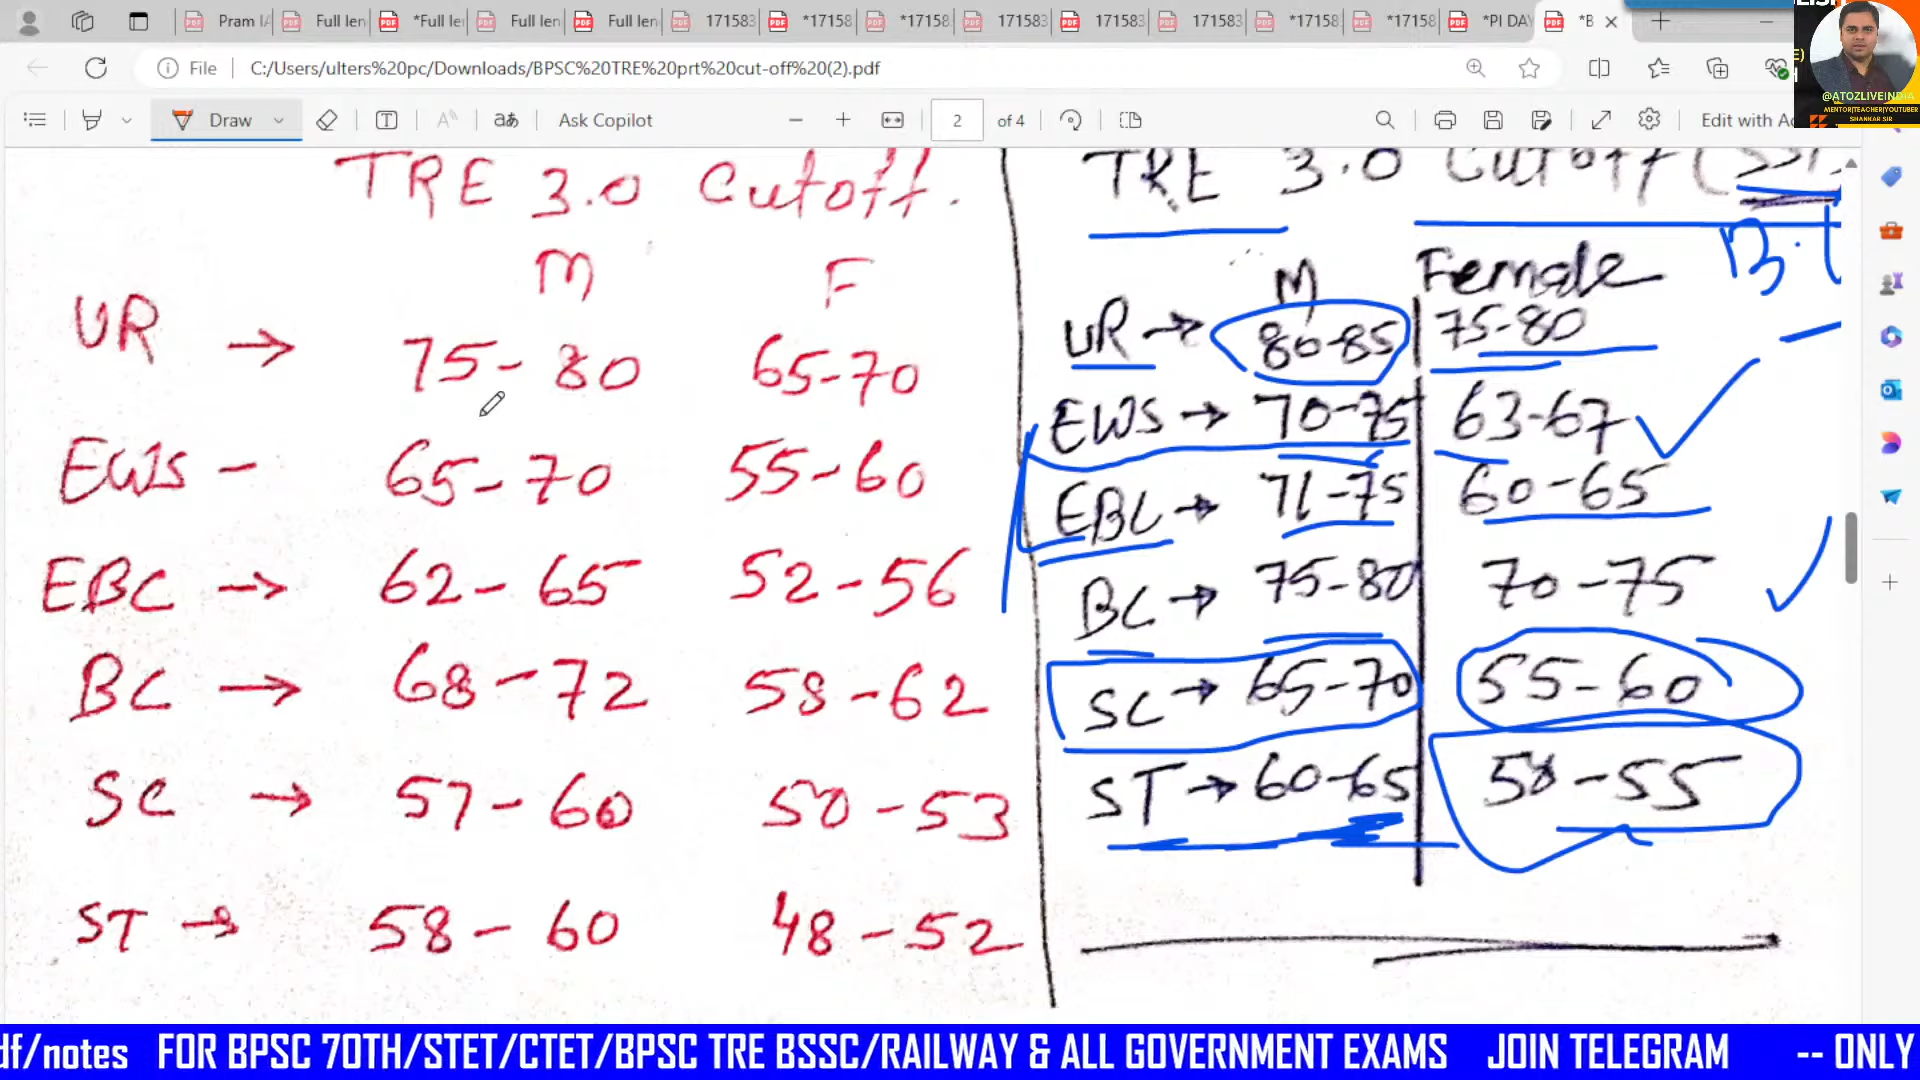 Pram
Full len
*Full le
Full len
Full len
171583
*17158
*17158
171583
171583
171583
*17158
*17158
*PI DAY
*B
File
C:/Users/ulters%20pc/Downloads/BPSC%20TRE%20prt%20cut-off%20(2).pdf
Draw
Ask Copilot
2 of 4
Edit with
@ATOZLIVEINDIA
MENTOR|TEACHER|YOUTUBER
SHANKAR SIR
TRE 3.0 Cutoff.
M F
UR → 75-80 65-70
EWS - 65-70 55-60
EBC → 62-65 52-56
BC → 68-72 58-62
SC → 57-60 50-53
ST → 58-60 48-52
TRE 3.0 Cutoff (SST.
M Female
UR → 80-85 75-80
EWS → 70-75 63-67
EBC → 71-75 60-65
BC → 75-80 70-75
SC → 65-70 55-60
ST → 60-65 50-55
df/notes FOR BPSC 70TH/STET/CTET/BPSC TRE BSSC/RAILWAY & ALL GOVERNMENT EXAMS JOIN TELEGRAM -- ONLY